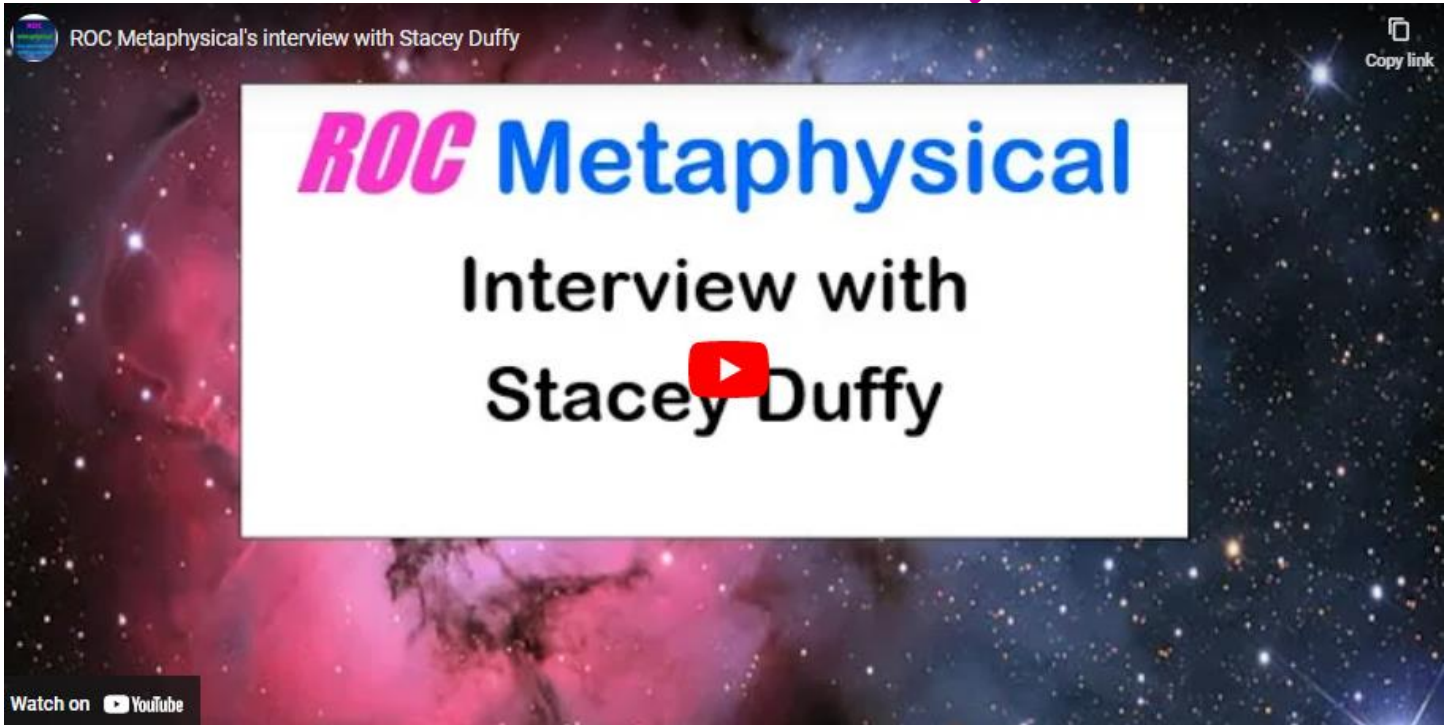 ROC Metaphysical's interview with Stacey Duffy
Copy link
ROC Metaphysical
Interview with
Stacey Duffy
Watch on YouTube